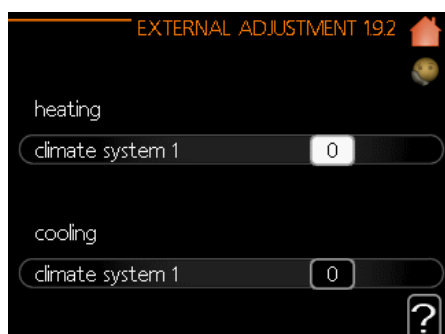 EXTERNAL ADJUSTMENT 1.9.2
heating
climate system 1 0
cooling
climate system 1 0
?